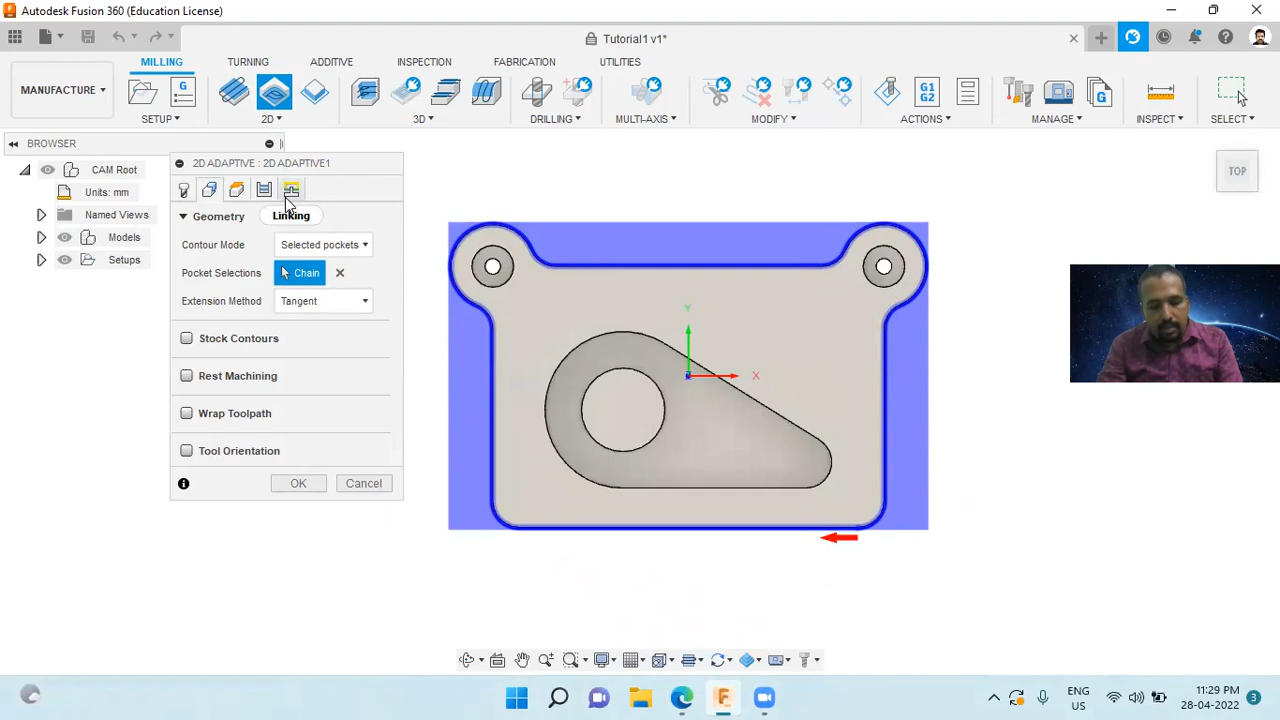 Autodesk Fusion 360 (Education License)
Tutorial1 v1*
MILLING TURNING ADDITIVE INSPECTION FABRICATION UTILITIES
MANUFACTURE
G
G1
G2
G
SETUP 2D 3D DRILLING MULTI-AXIS MODIFY ACTIONS MANAGE INSPECT SELECT
BROWSER
CAM Root
Units: mm
Named Views
Models
Setups
2D ADAPTIVE : 2D ADAPTIVE1
Geometry
Linking
Contour Mode Selected pockets
Pocket Selections Chain
Extension Method Tangent
Stock Contours
Rest Machining
Wrap Toolpath
Tool Orientation
OK Cancel
TOP
Y
X
ENG
US
11:29 PM
28-04-2022
3